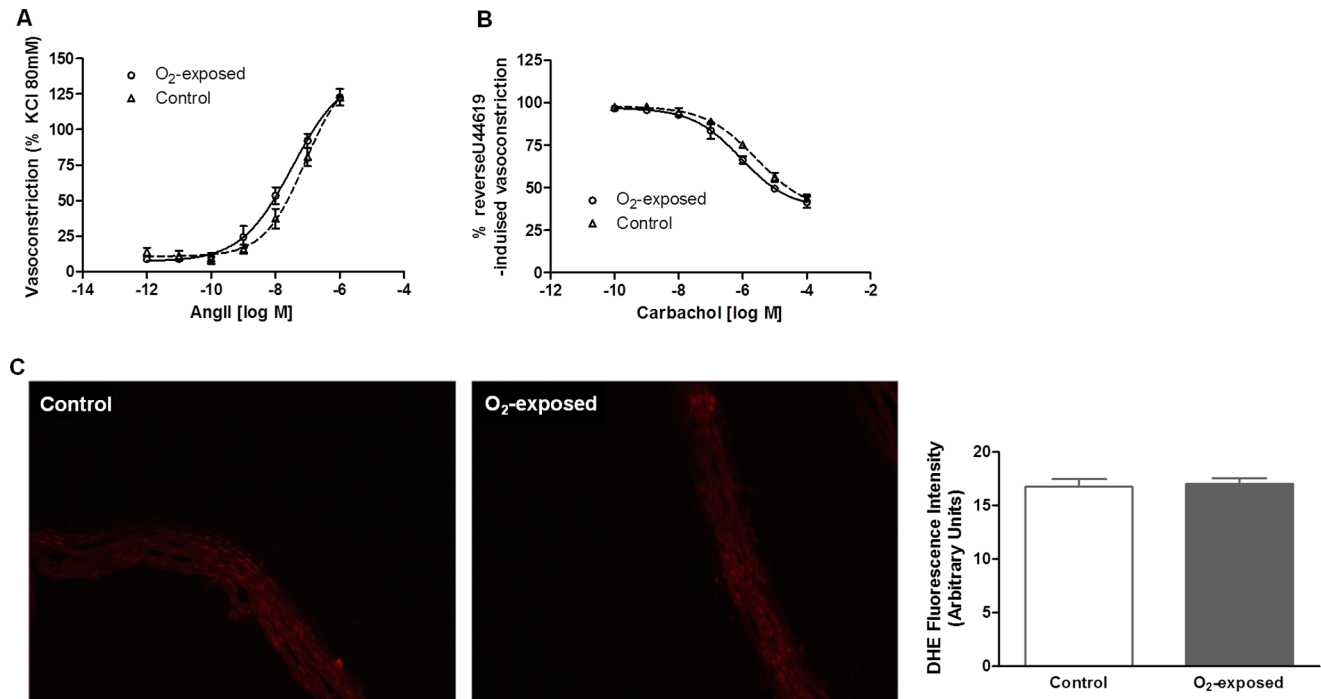 A
Vasoconstriction (% KCl 80mM)
150
125
100
75
50
25
0
O₂-exposed
Control
-14
-12
-10
-8
-6
-4
AngII [log M]
B
% reverseU44619
-induised vasoconstriction
125
100
75
50
25
0
O₂-exposed
Control
-12
-10
-8
-6
-4
-2
Carbachol [log M]
C
Control
O₂-exposed
DHE Fluorescence Intensity
(Arbitrary Units)
20
15
10
5
0
Control
O₂-exposed